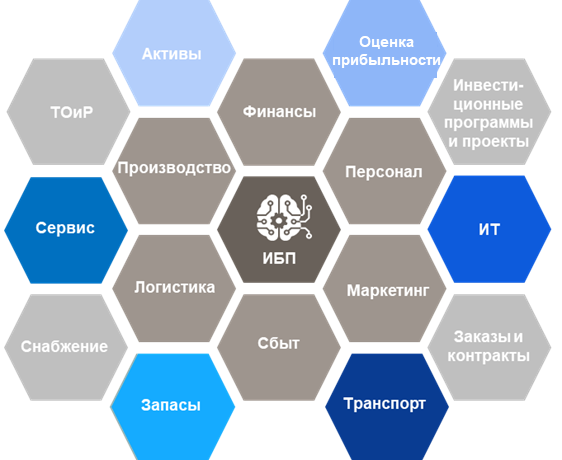 Активы
Оценка
прибыльности
ТОиР
Финансы
Инвести-
ционные
программы
и проекты
Производство
Персонал
Сервис
ИБП
ИТ
Логистика
Маркетинг
Снабжение
Сбыт
Заказы и
контракты
Запасы
Транспорт